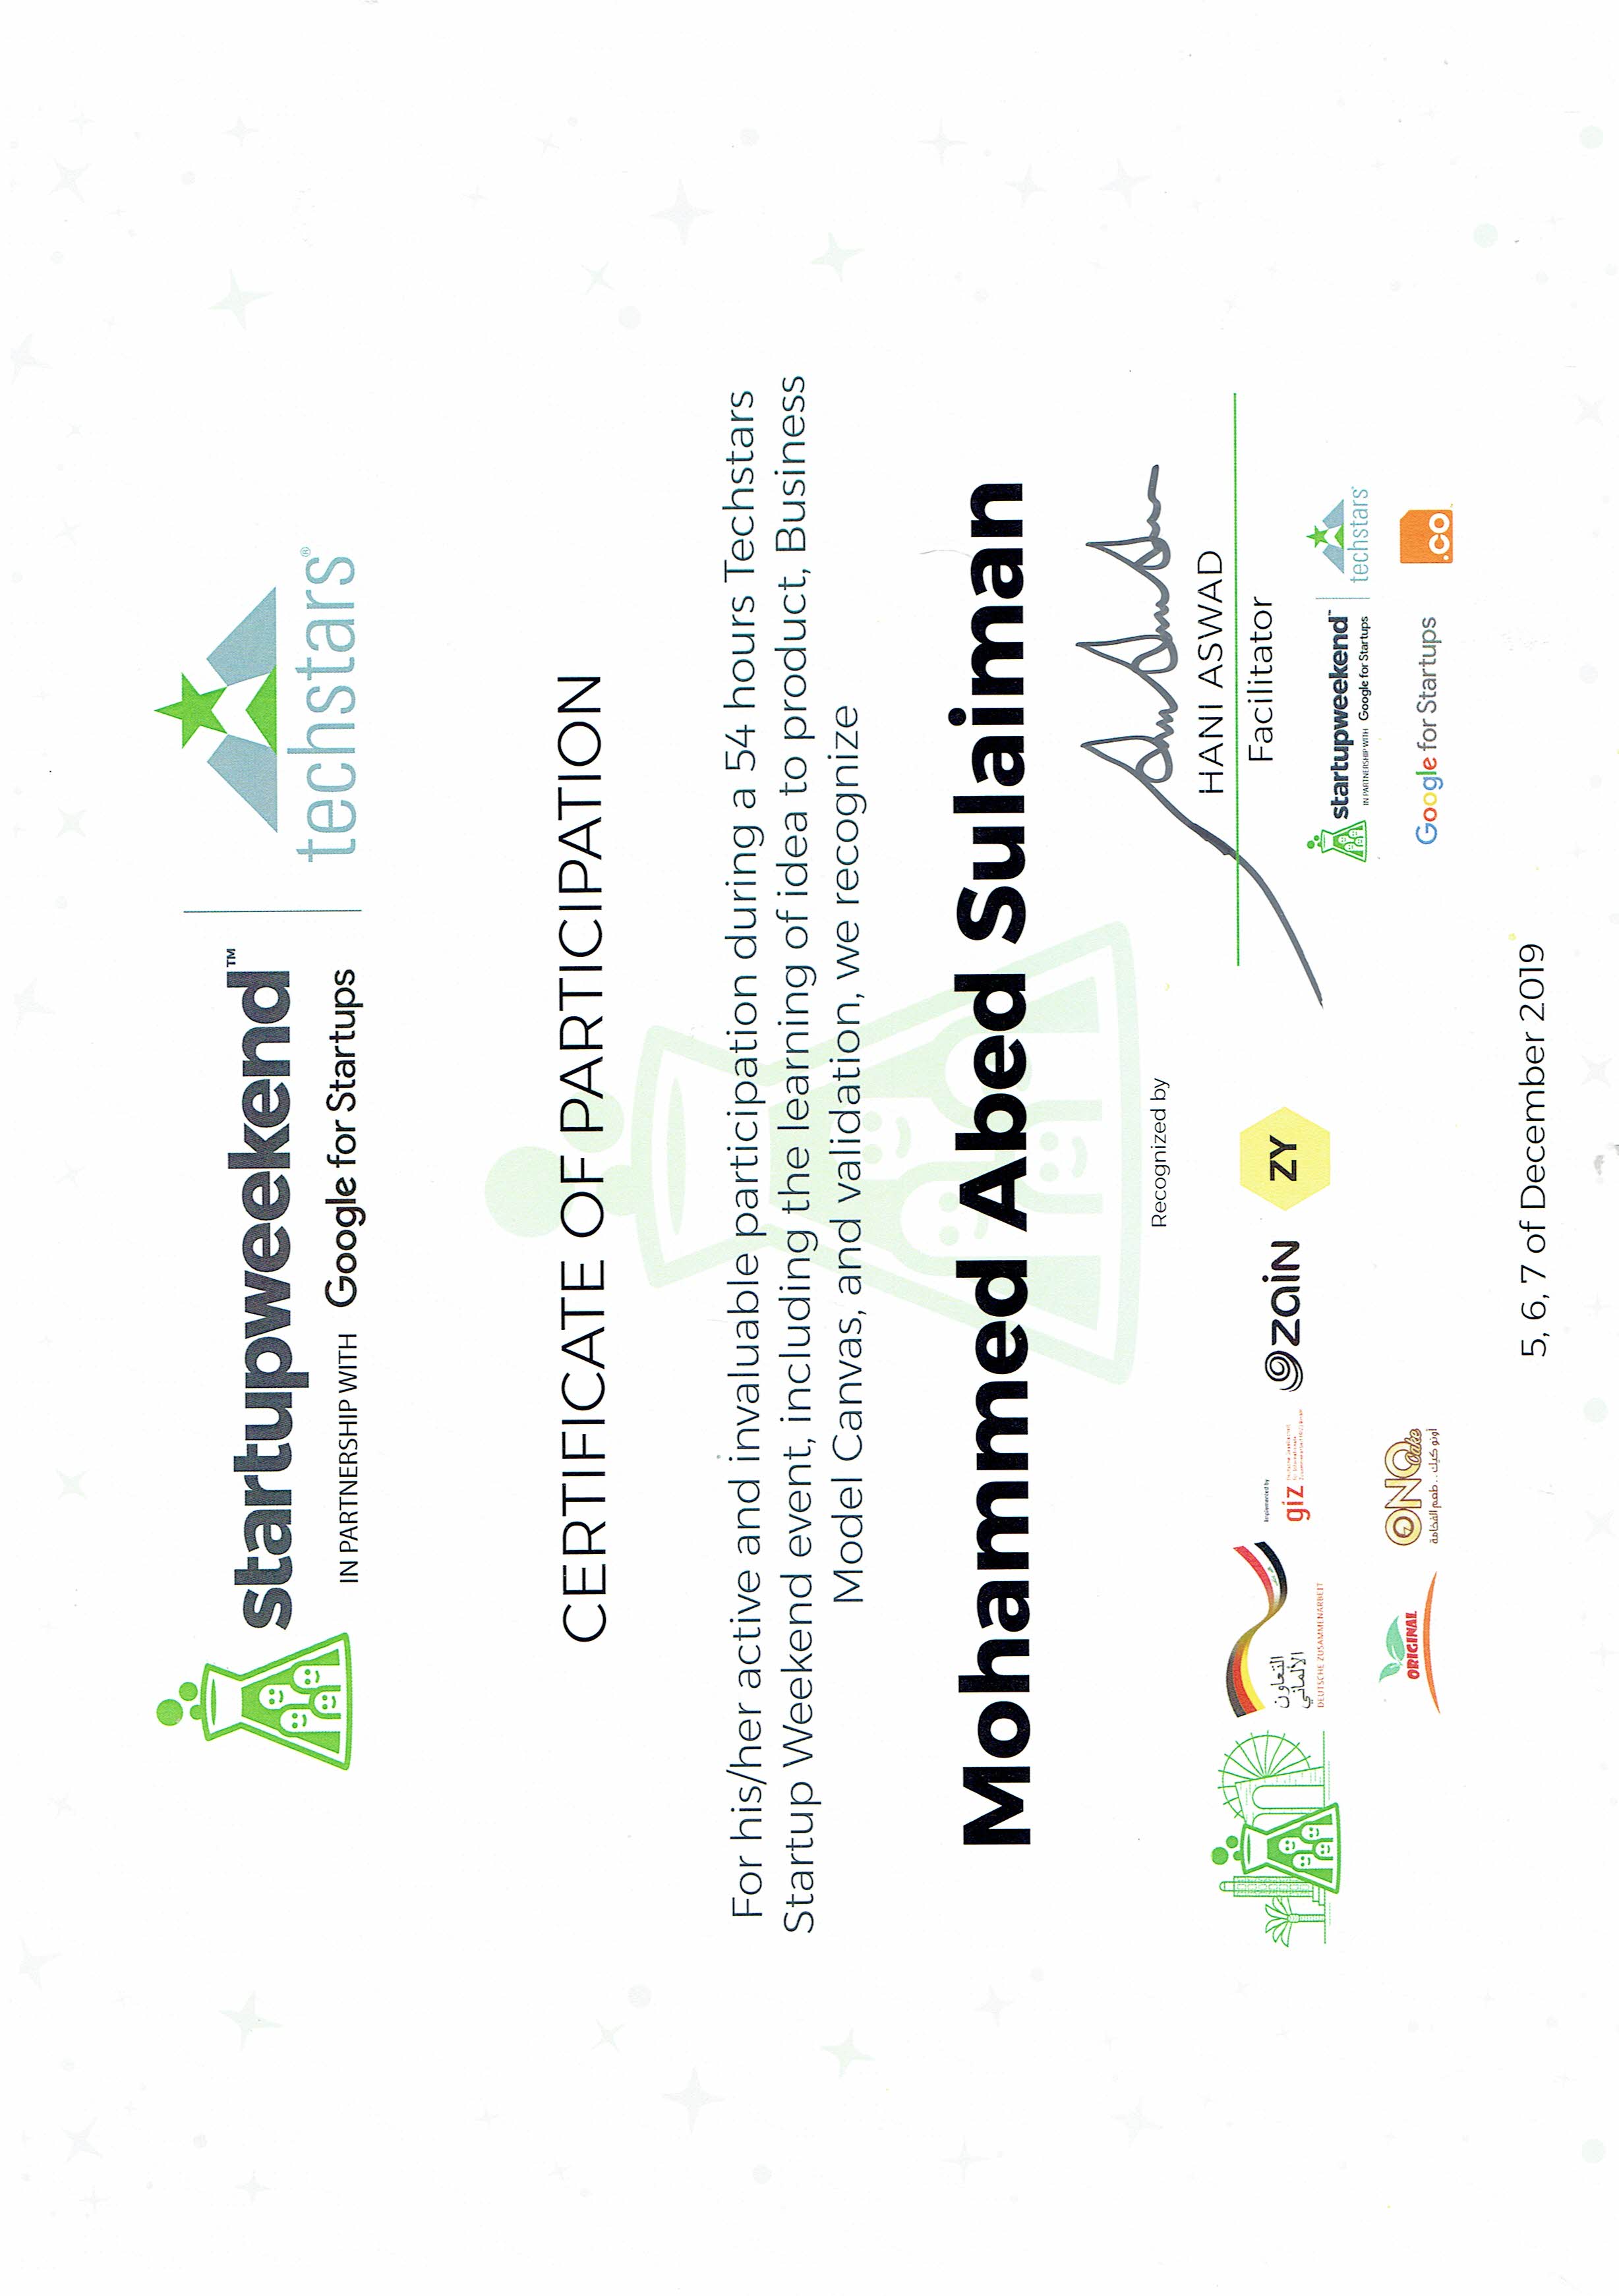 startupweekend™
IN PARTNERSHIP WITH Google for Startups
techstars®
CERTIFICATE OF PARTICIPATION
For his/her active and invaluable participation during a 54 hours Techstars
Startup Weekend event, including the learning of idea to product, Business
Model Canvas, and validation, we recognize
Mohammed Abed Sulaiman
Recognized by
HANI ASWAD
Facilitator
التعاون
الألماني
DEUTSCHE ZUSAMMENARBEIT
Implemented by
giz
zain
ZY
startupweekend™
IN PARTNERSHIP WITH Google for Startups
techstars®
ORIGINAL
ONO Cake
أونو كيك .. طعم الفخامة
Google for Startups
.co
5, 6, 7 of December 2019